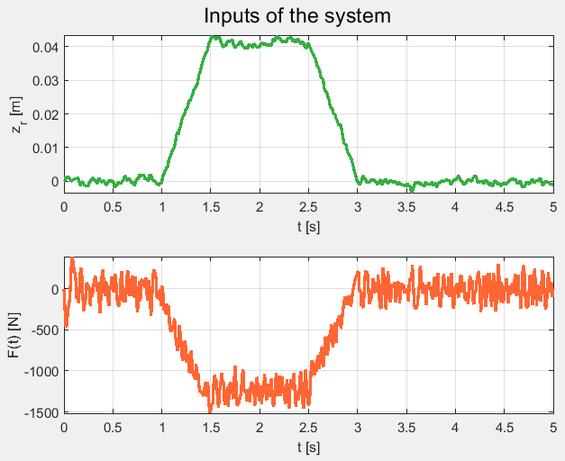 Inputs of the system
0.04
0.03
0.02
0.01
0
z_r [m]
0 0.5 1 1.5 2 2.5 3 3.5 4 4.5 5
t [s]
0
-500
-1000
-1500
F(t) [N]
0 0.5 1 1.5 2 2.5 3 3.5 4 4.5 5
t [s]